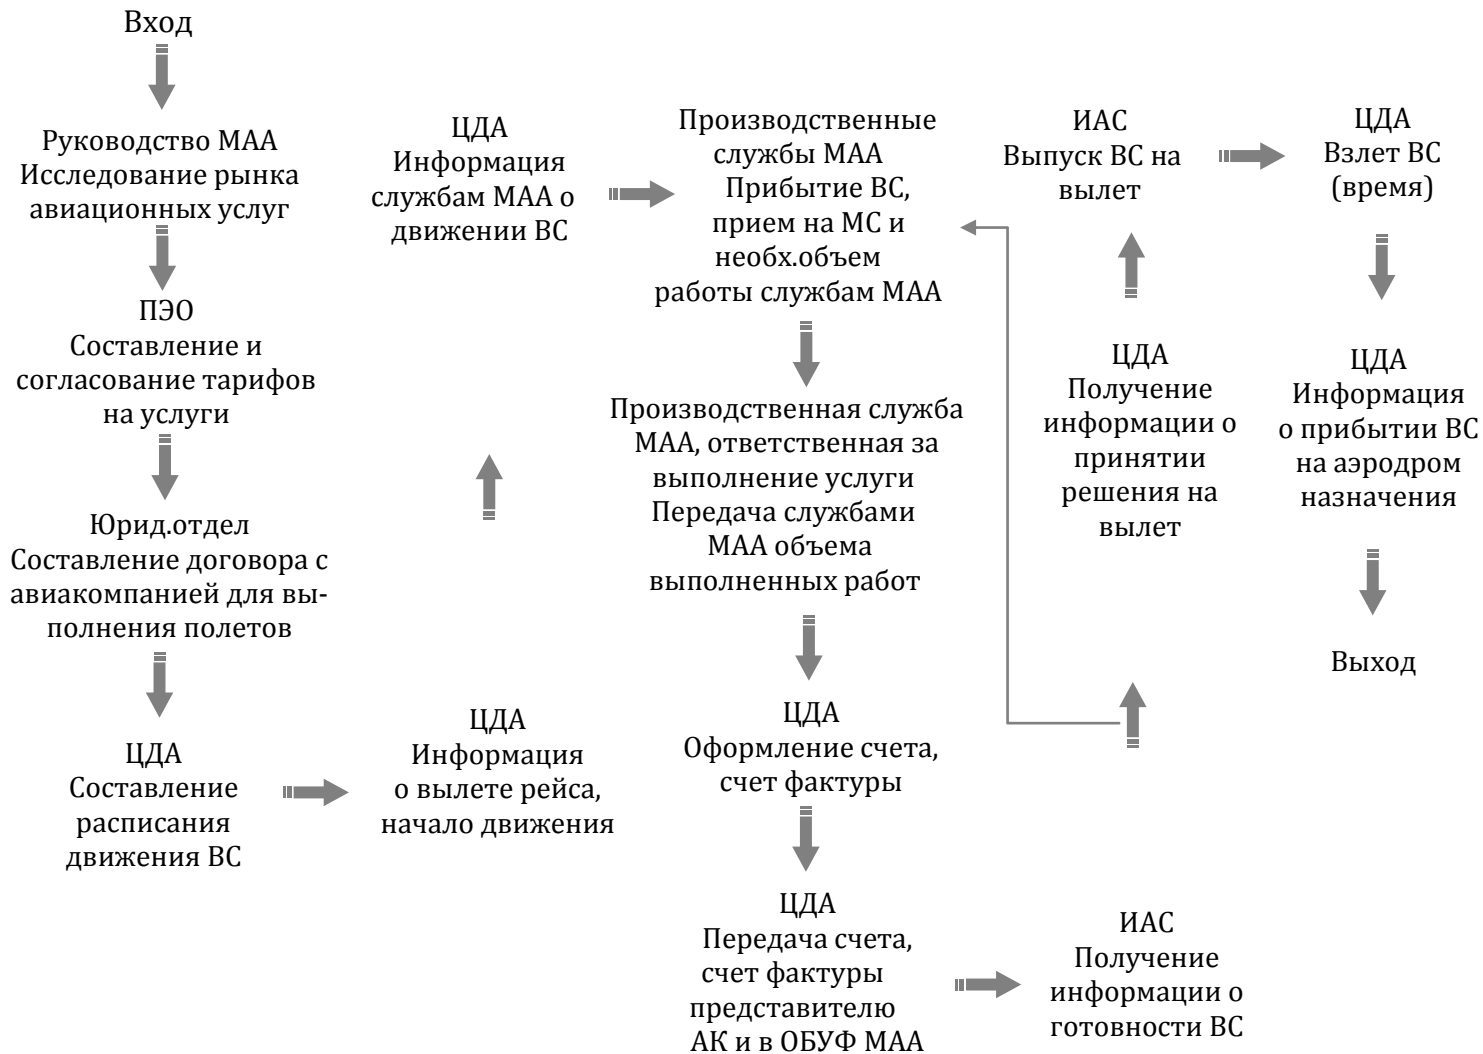 Вход
Руководство МАА
Исследование рынка
авиационных услуг
ПЭО
Составление и
согласование тарифов
на услуги
Юрид.отдел
Составление договора с
авиакомпанией для вы-
полнения полетов
ЦДА
Составление
расписания
движения ВС
ЦДА
Информация
о вылете рейса,
начало движения
ЦДА
Информация
службам МАА о
движении ВС
Производственные
службы МАА
Прибытие ВС,
прием на МС и
необх.объем
работы службам МАА
Производственная служба
МАА, ответственная за
выполнение услуги
Передача службами
МАА объема
выполненных работ
ЦДА
Оформление счета,
счет фактуры
ЦДА
Передача счета,
счет фактуры
представителю
АК и в ОБУФ МАА
ИАС
Получение
информации о
готовности ВС
ЦДА
Получение
информации о
принятии
решения на
вылет
ИАС
Выпуск ВС на
вылет
ЦДА
Взлет ВС
(время)
ЦДА
Информация
о прибытии ВС
на аэродром
назначения
Выход